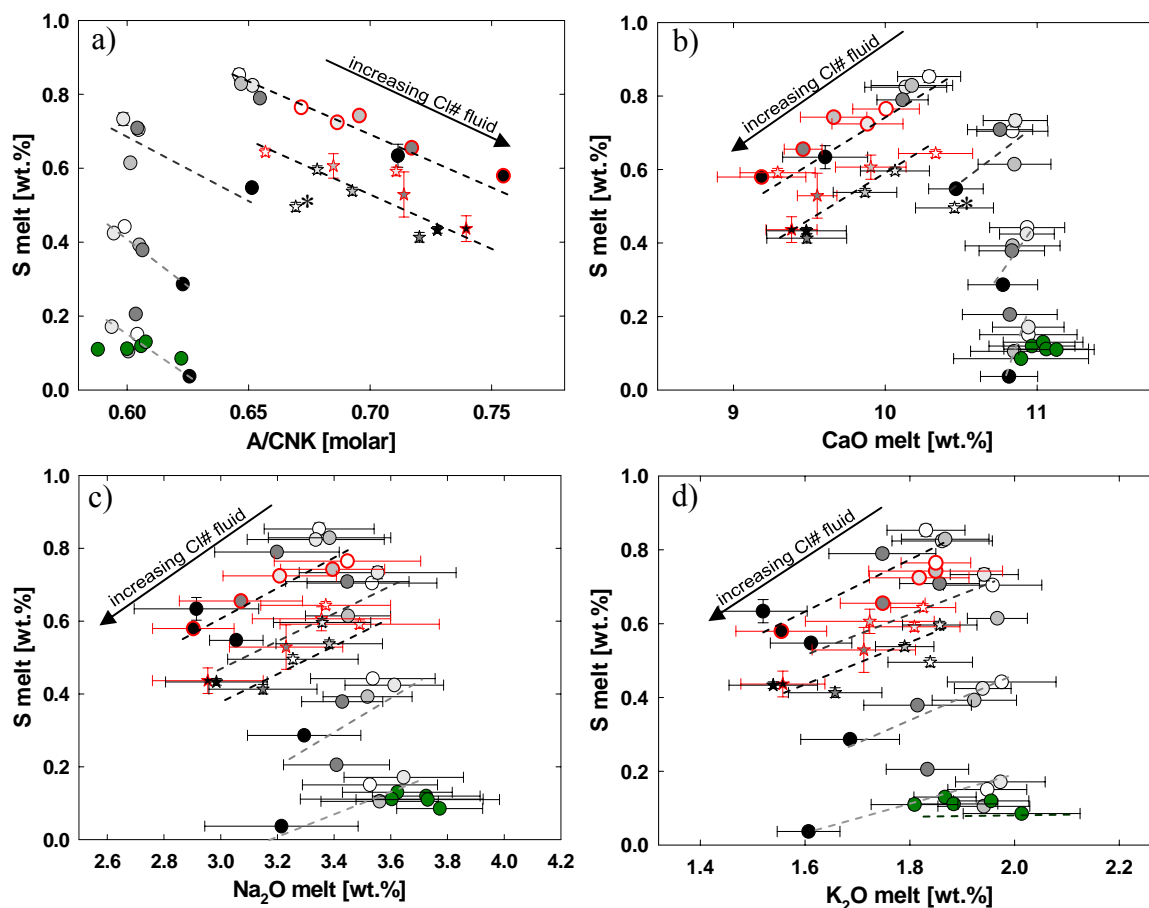 a)
increasing Cl# fluid
*
S melt [wt.%]
1.0
0.8
0.6
0.4
0.2
0.0
0.60 0.65 0.70 0.75
A/CNK [molar]
b)
increasing Cl# fluid
*
S melt [wt.%]
1.0
0.8
0.6
0.4
0.2
0.0
9 10 11
CaO melt [wt.%]
c)
increasing Cl# fluid
S melt [wt.%]
1.0
0.8
0.6
0.4
0.2
0.0
2.6 2.8 3.0 3.2 3.4 3.6 3.8 4.0 4.2
Na₂O melt [wt.%]
d)
increasing Cl# fluid
S melt [wt.%]
1.0
0.8
0.6
0.4
0.2
0.0
1.4 1.6 1.8 2.0 2.2
K₂O melt [wt.%]